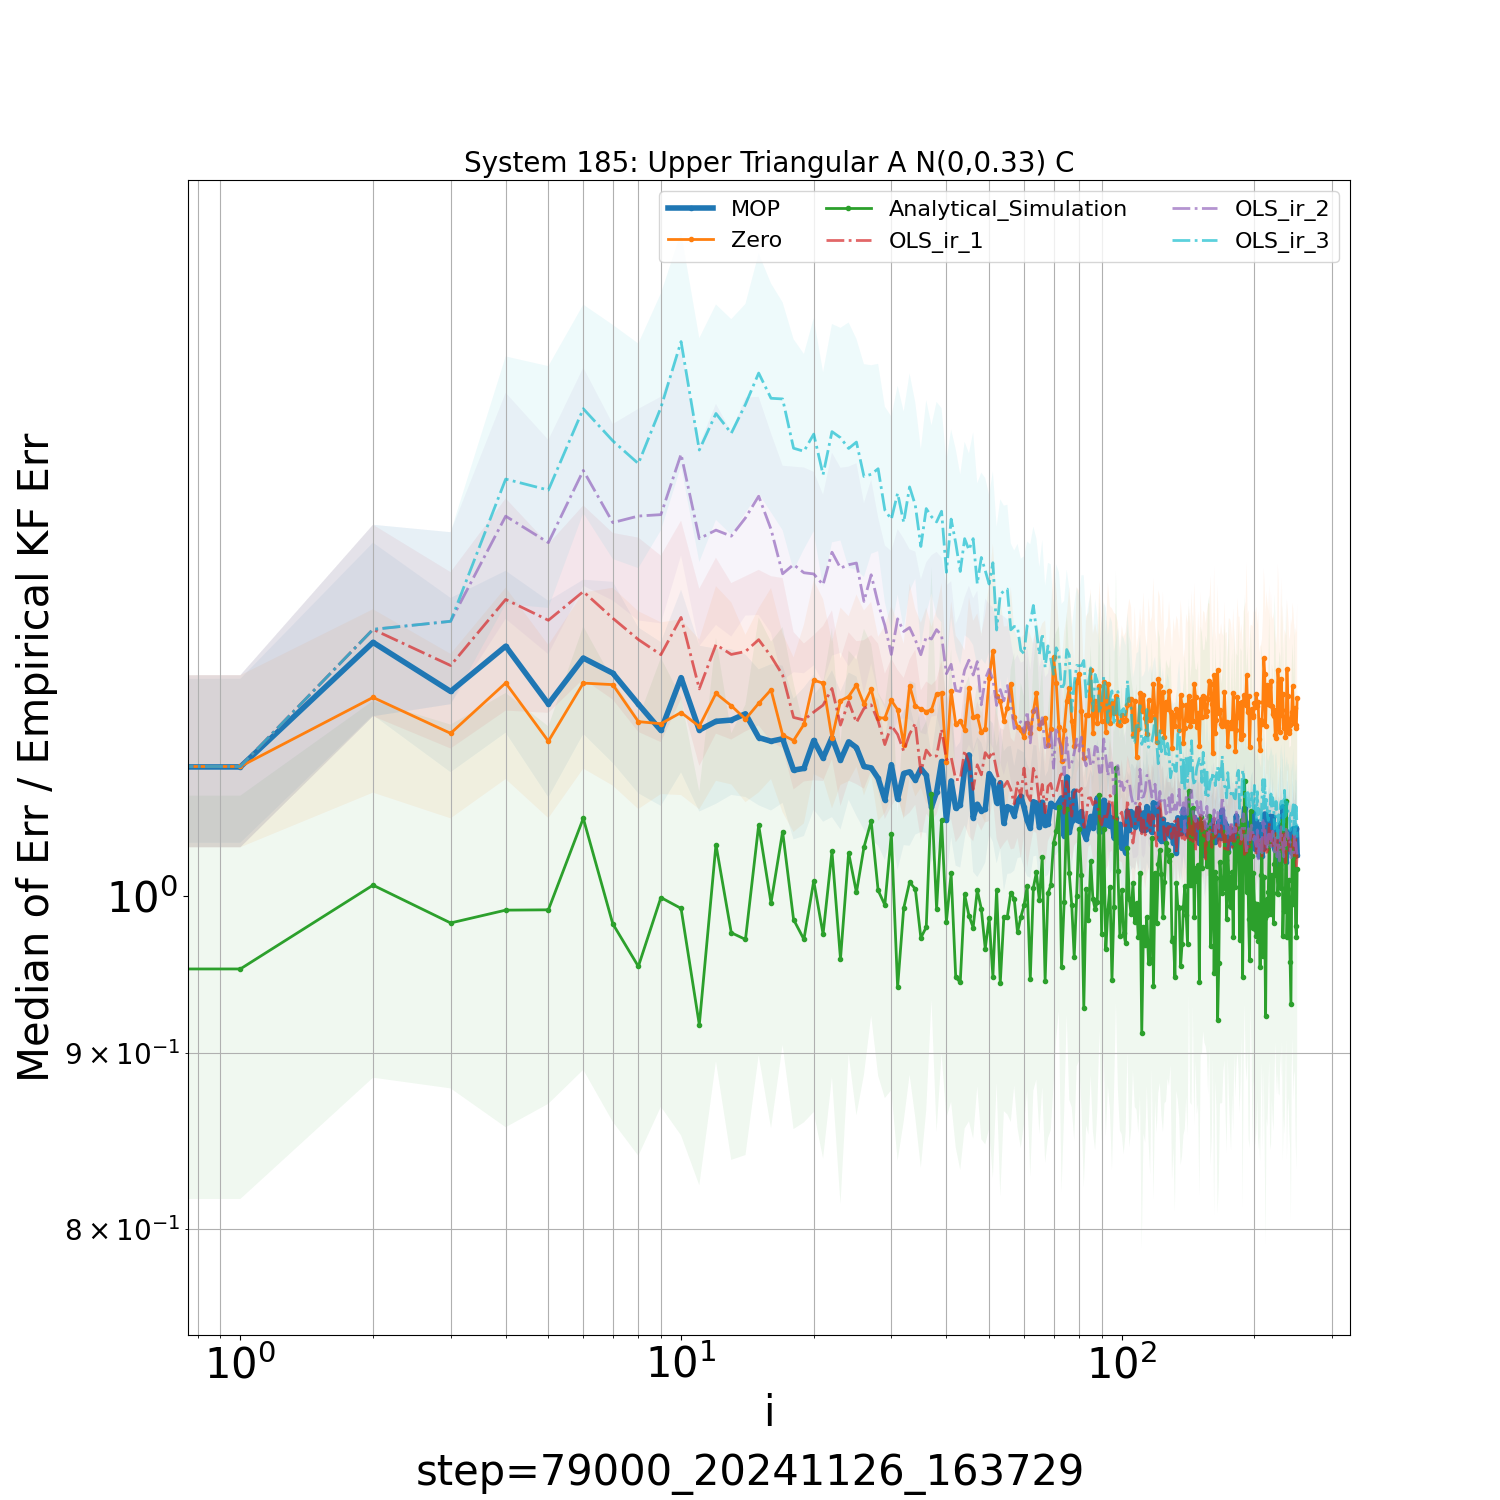 System 185: Upper Triangular A N(0,0.33) C
MOP
Zero
Analytical_Simulation
OLS_ir_1
OLS_ir_2
OLS_ir_3
Median of Err / Empirical KF Err
10⁰
9 × 10⁻¹
8 × 10⁻¹
10⁰ 10¹ 10²
i
step=79000_20241126_163729